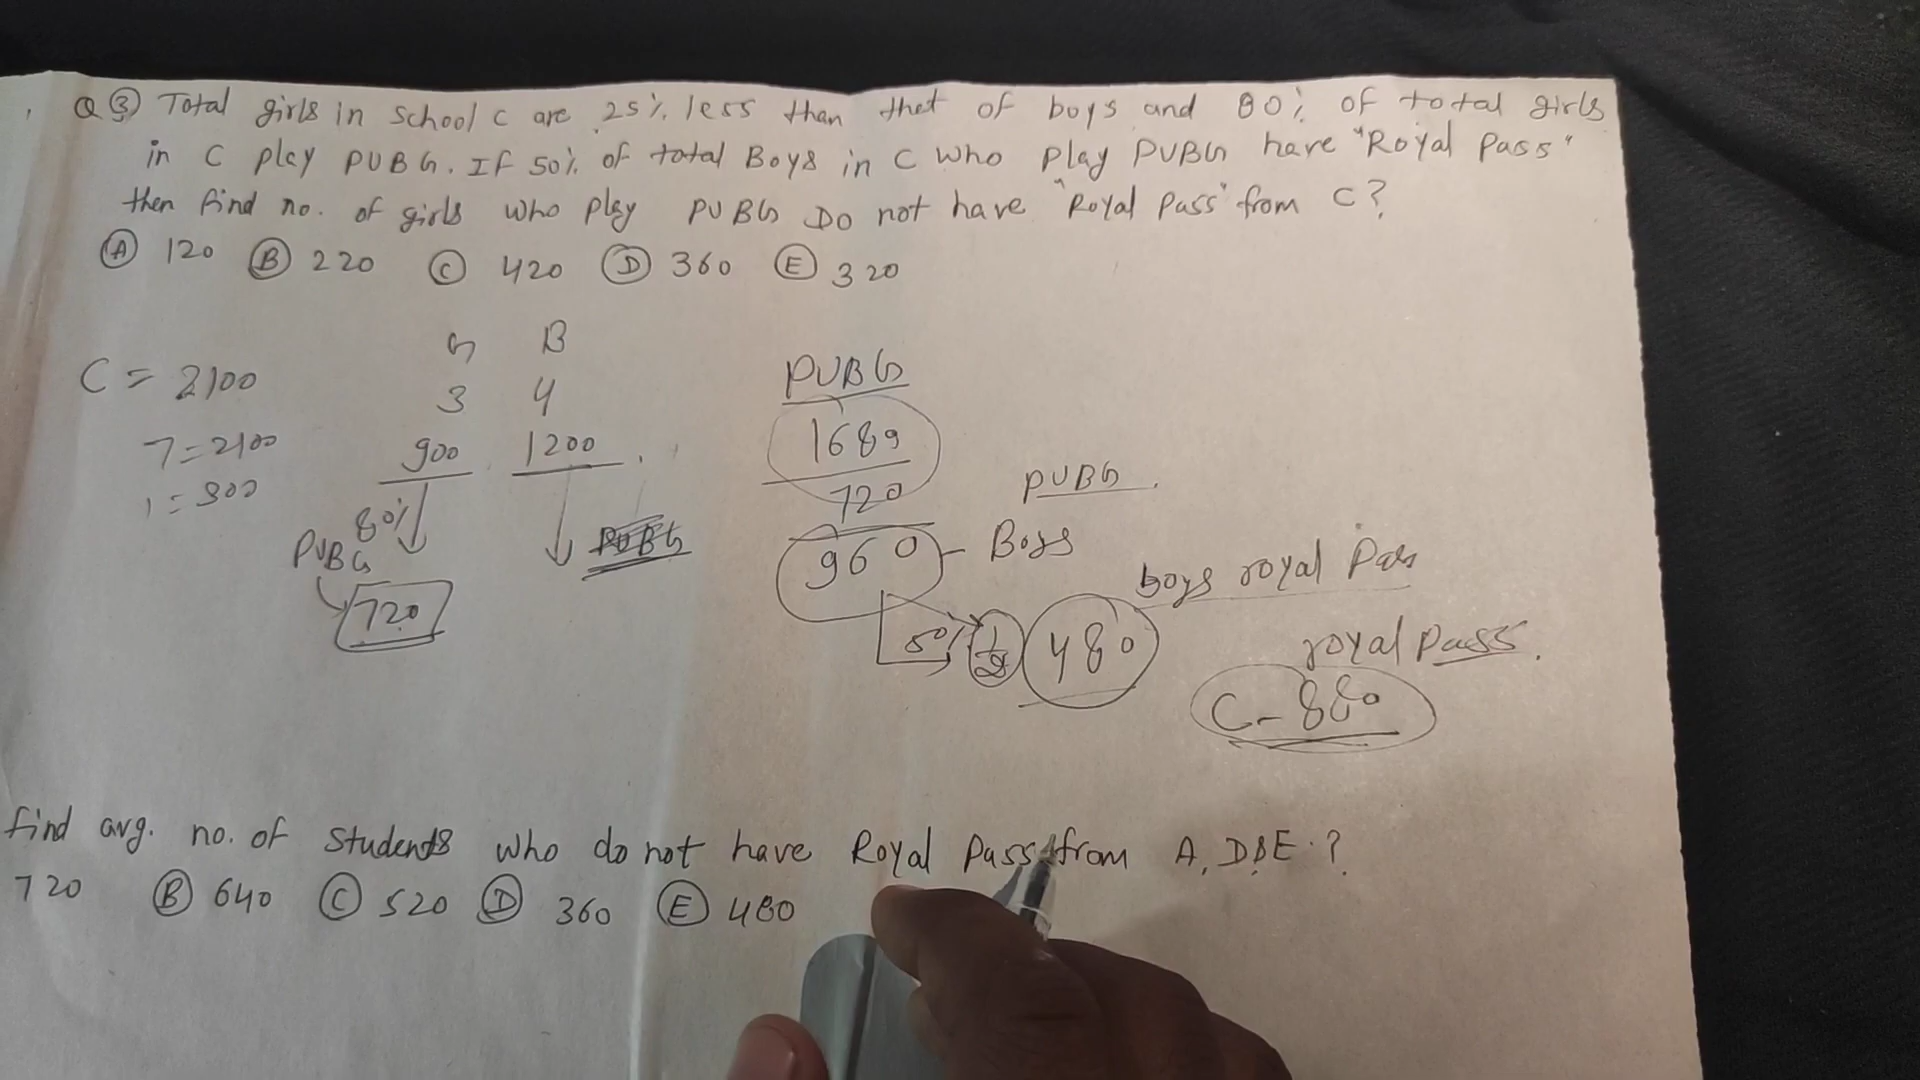 Q ③ Total girls in school C are 25% less than that of boys and 80% of total girls
in C play PUBG. If 50% of total Boys in C who play PUBG have "Royal Pass"
then find no. of girls who play PUBG Do not have "Royal Pass" from C?
Ⓐ 120 Ⓑ 220 Ⓒ 420 Ⓓ 360 Ⓔ 320
G B
C = 2100 3 4 PUBG
7 = 2100 900 1200 1680
1 = 300 720 PUBG
PUBG 80% 960 - Boys
720 50% 480 boys royal Pass
royal Pass.
C - 880
find avg. no. of Students who do not have Royal Pass from A, D & E ?
720 Ⓑ 640 Ⓒ 520 Ⓓ 360 Ⓔ 480